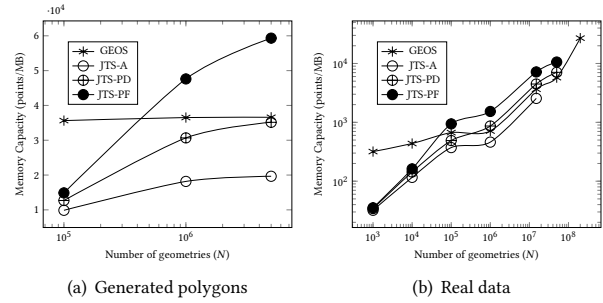 ·10⁴
6
5
4
3
2
1
Memory Capacity (points/MB)
GEOS
JTS-A
JTS-PD
JTS-PF
10⁵
10⁶
Number of geometries (N)
(a) Generated polygons
10⁴
10³
10²
Memory Capacity (points/MB)
GEOS
JTS-A
JTS-PD
JTS-PF
10³ 10⁴ 10⁵ 10⁶ 10⁷ 10⁸
Number of geometries (N)
(b) Real data